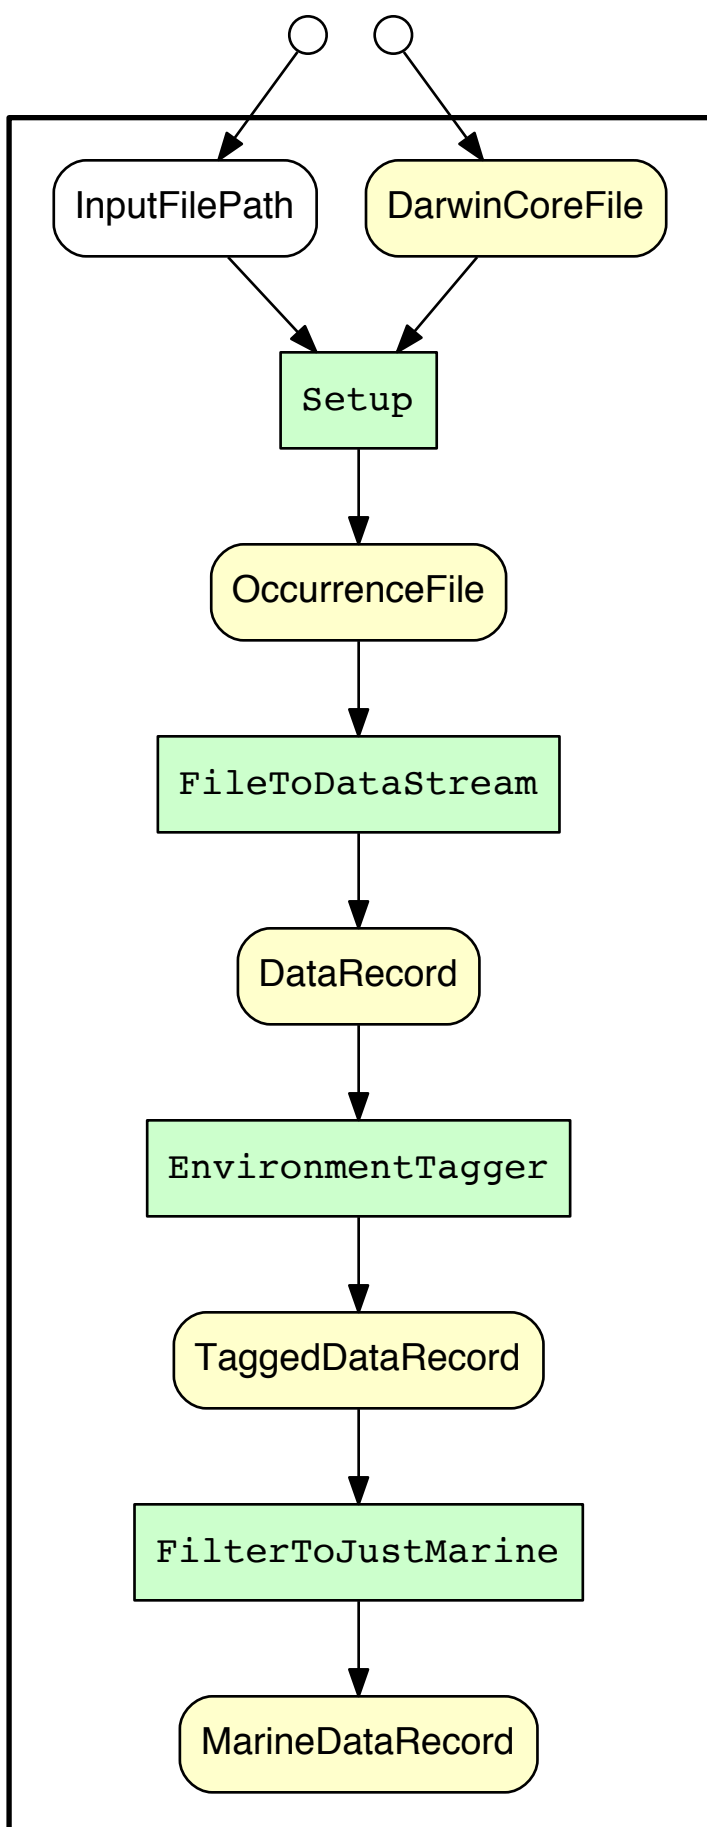 InputFilePath
DarwinCoreFile
Setup
OccurrenceFile
FileToDataStream
DataRecord
EnvironmentTagger
TaggedDataRecord
FilterToJustMarine
MarineDataRecord